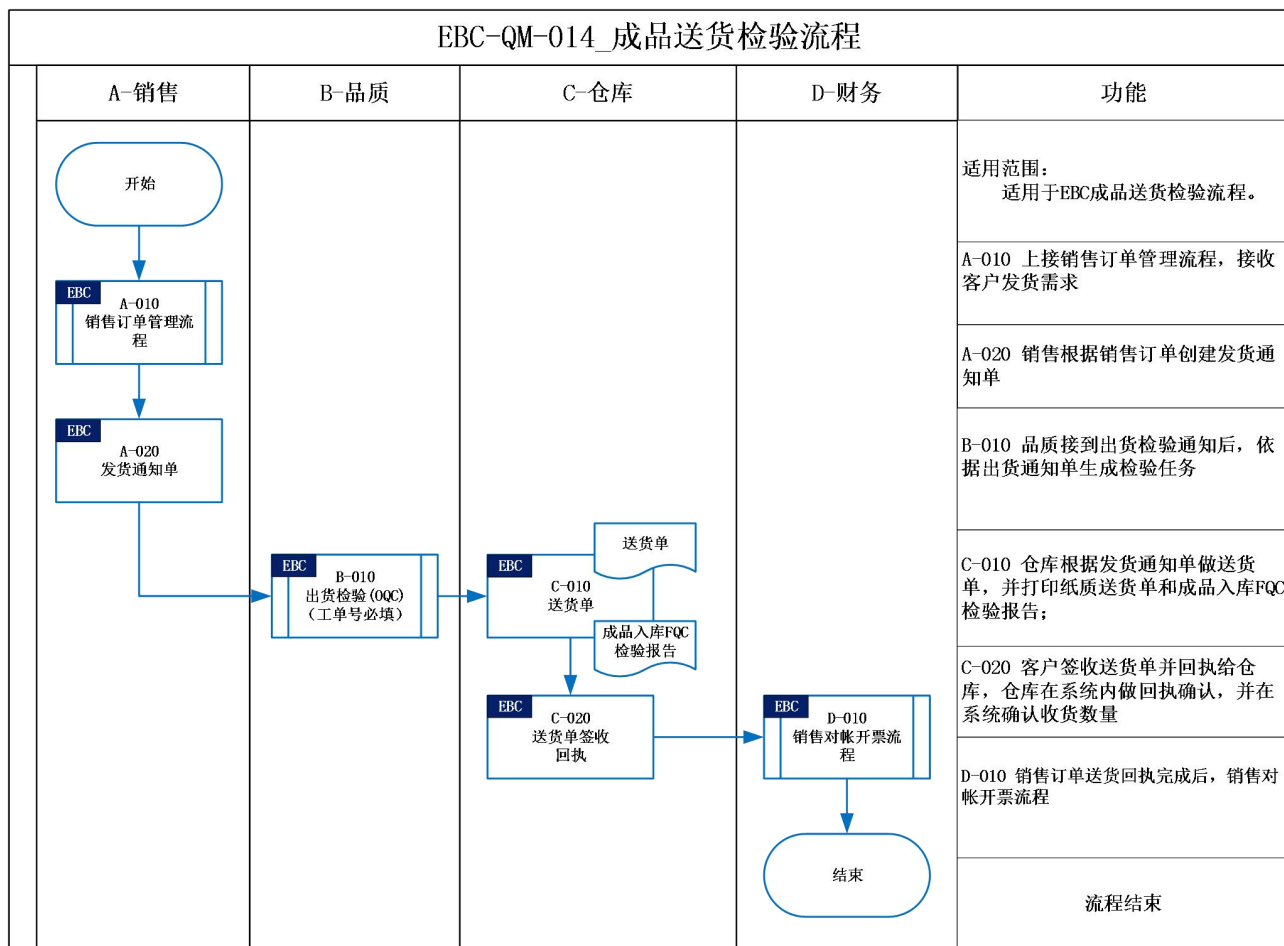 EBC-QM-014_成品送货检验流程
A-销售
B-品质
C-仓库
D-财务
功能
开始
适用范围：
适用于EBC成品送货检验流程。
EBC
A-010
销售订单管理流
程
A-010 上接销售订单管理流程，接收
客户发货需求
A-020 销售根据销售订单创建发货通
知单
EBC
A-020
发货通知单
B-010 品质接到出货检验通知后，依
据出货通知单生成检验任务
EBC
B-010
出货检验(OQC)
（工单号必填）
EBC
送货单
C-010
送货单
成品入库FQC
检验报告
C-010 仓库根据发货通知单做送货
单，并打印纸质送货单和成品入库FQC
检验报告；
EBC
C-020
送货单签收
回执
C-020 客户签收送货单并回执给仓
库，仓库在系统内做回执确认，并在
系统确认收货数量
EBC
D-010
销售对帐开票流
程
D-010 销售订单送货回执完成后，销售对
帐开票流程
结束
流程结束